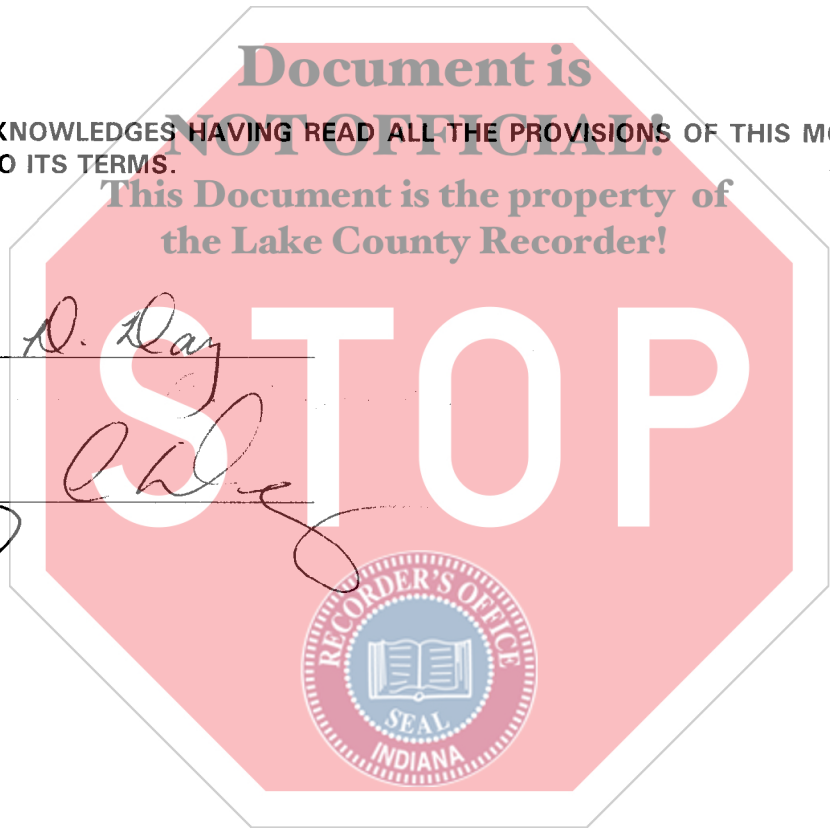 Document is
NOT OFFICIAL!
KNOWLEDGES HAVING READ ALL THE PROVISIONS OF THIS MO
O ITS TERMS.
This Document is the property of
the Lake County Recorder!
D. Day
STOP
RECORDER'S OFFICE
SEAL
INDIANA